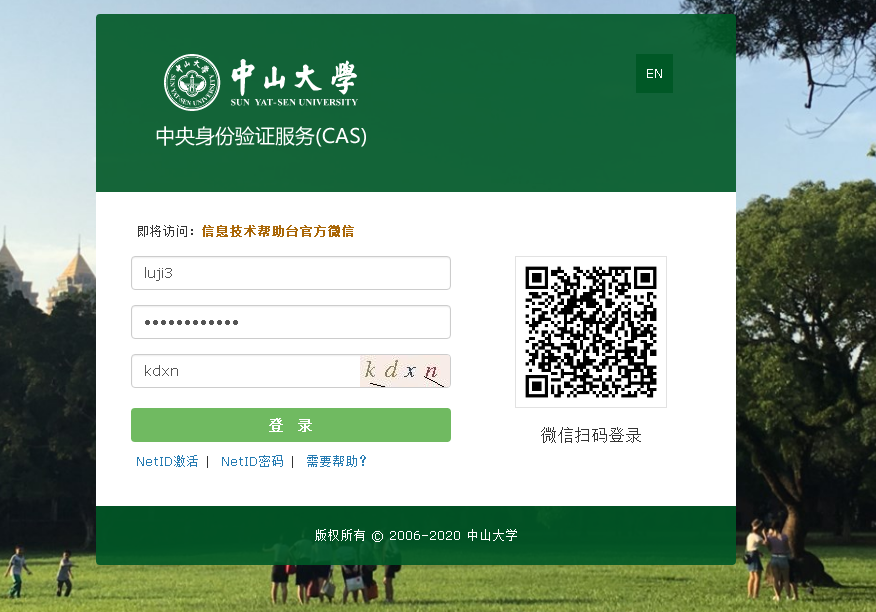 中山大學
SUN YAT-SEN UNIVERSITY
EN
中央身份验证服务(CAS)
即将访问：信息技术帮助台官方微信
luji3
••••••••••••
kdxn
k d x n
登 录
微信扫码登录
NetID激活 | NetID密码 | 需要帮助?
版权所有 © 2006-2020 中山大学